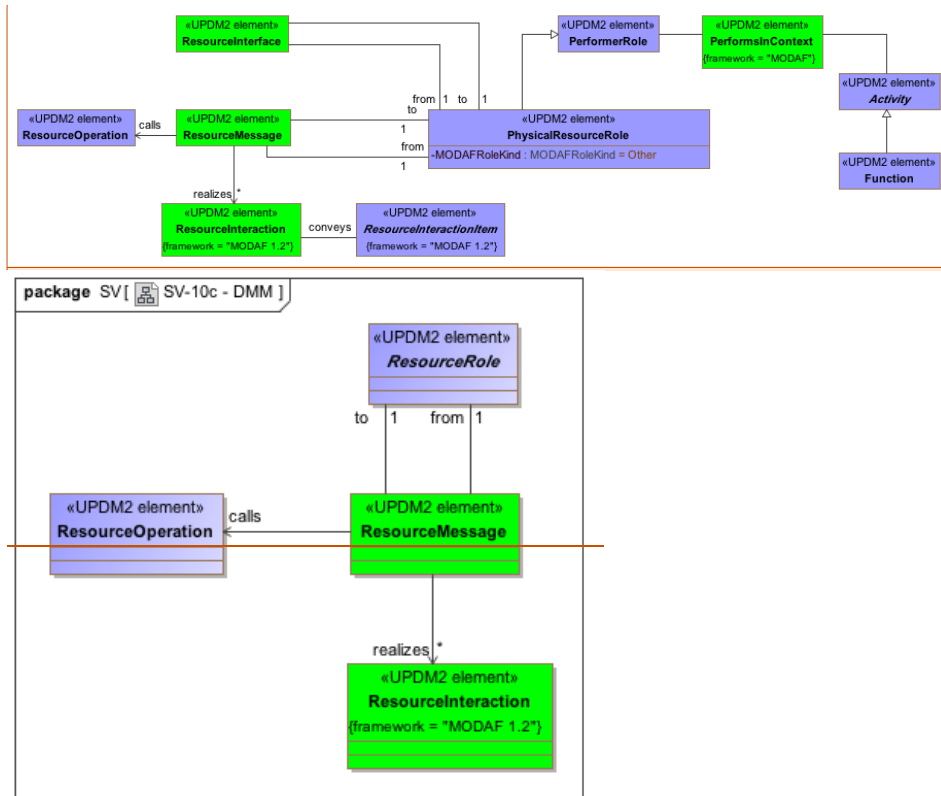 «UPDM2 element»
ResourceInterface
«UPDM2 element»
PerformerRole
«UPDM2 element»
PerformsInContext
{framework = "MODAF"}
«UPDM2 element»
Activity
«UPDM2 element»
Function
from 1 to 1
to
1
from
1
«UPDM2 element»
PhysicalResourceRole
-MODAFRoleKind : MODAFRoleKind = Other
«UPDM2 element»
ResourceOperation
calls
«UPDM2 element»
ResourceMessage
realizes *
«UPDM2 element»
ResourceInteraction
{framework = "MODAF 1.2"}
conveys
«UPDM2 element»
ResourceInteractionItem
{framework = "MODAF 1.2"}
package SV [ SV-10c - DMM ]
«UPDM2 element»
ResourceRole
to 1 from 1
«UPDM2 element»
ResourceOperation
calls
«UPDM2 element»
ResourceMessage
realizes *
«UPDM2 element»
ResourceInteraction
{framework = "MODAF 1.2"}